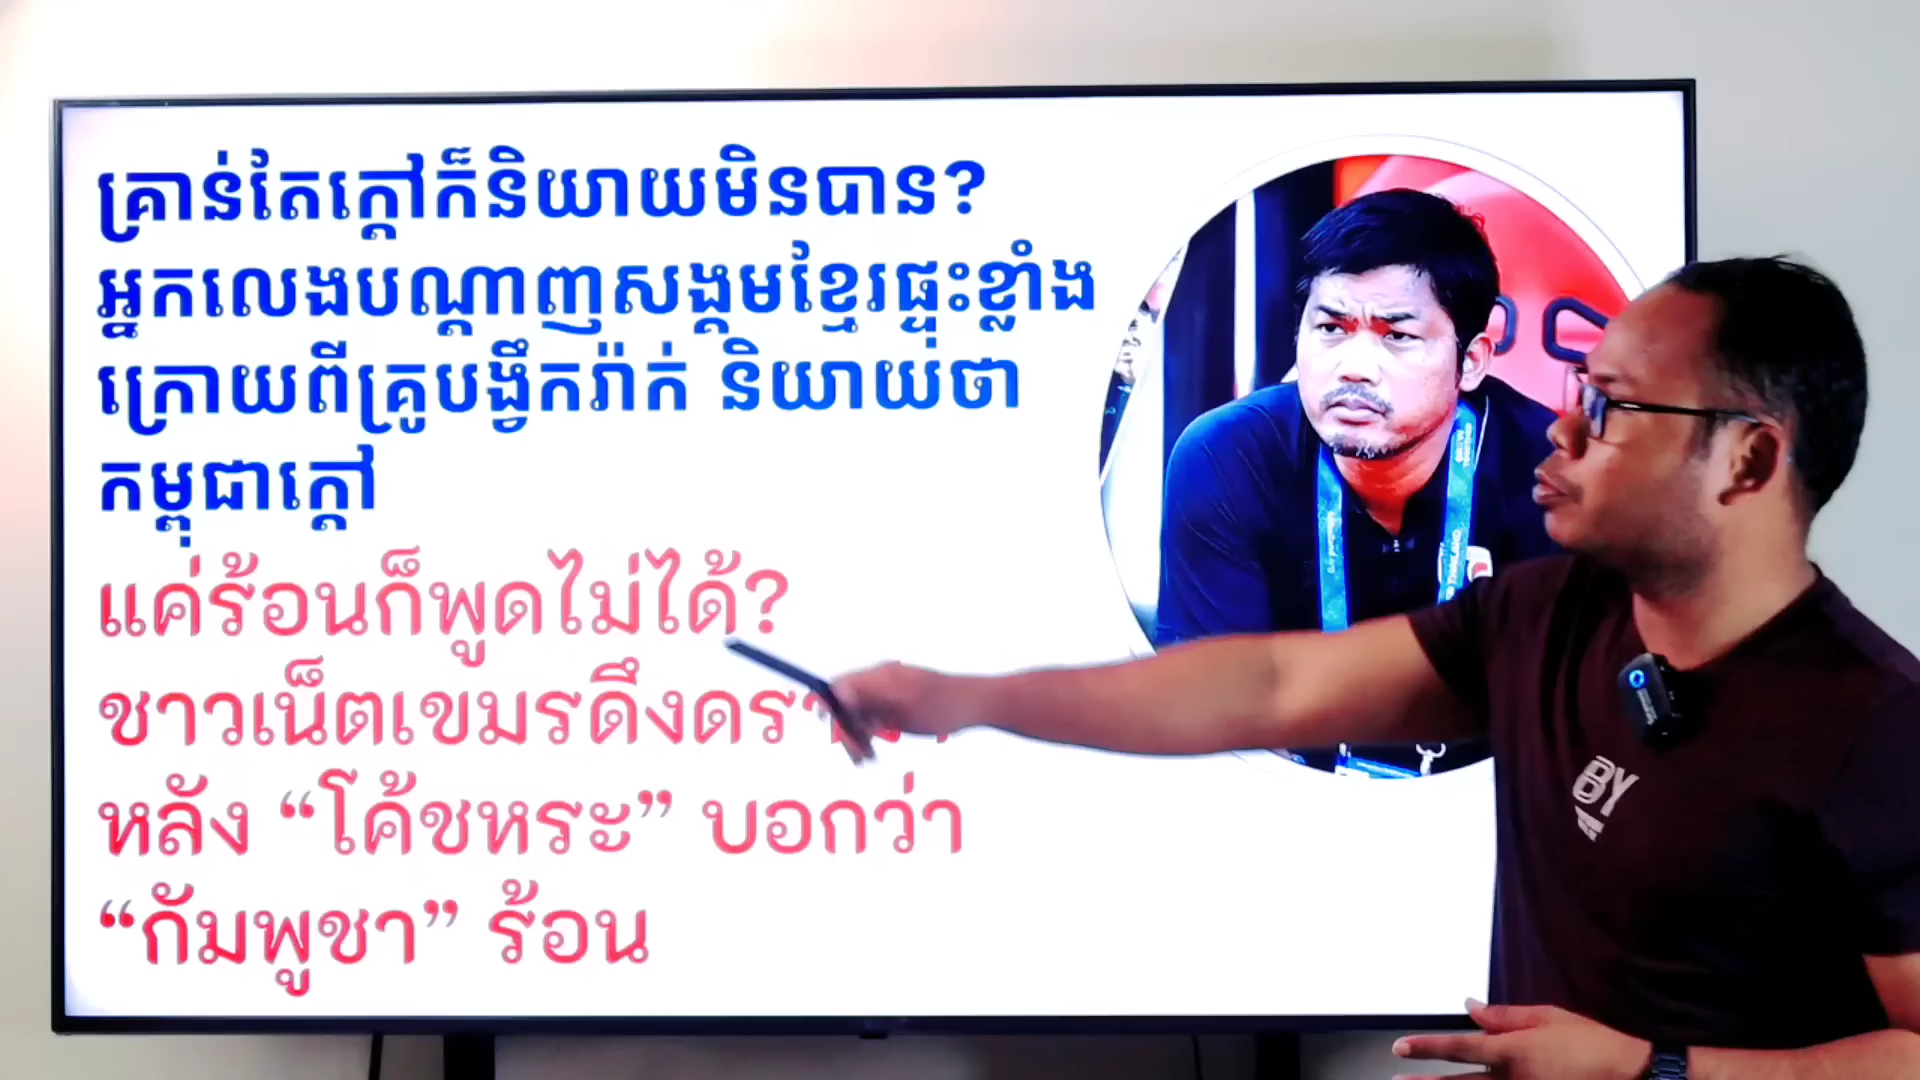 គ្រាន់តែក្ដៅក៏និយាយមិនបាន?
អ្នកលេងបណ្ដាញសង្គមខ្មែរផ្ទុះខ្លាំង
ក្រោយពីគ្រូបង្វឹករ៉ាក់ និយាយថា
កម្ពុជាក្ដៅ
แค่ร้อนก็พูดไม่ได้?
ชาวเน็ตเขมรดึง
หลัง “โค้ชหระ” บอกว่า
“กัมพูชา” ร้อน
BY